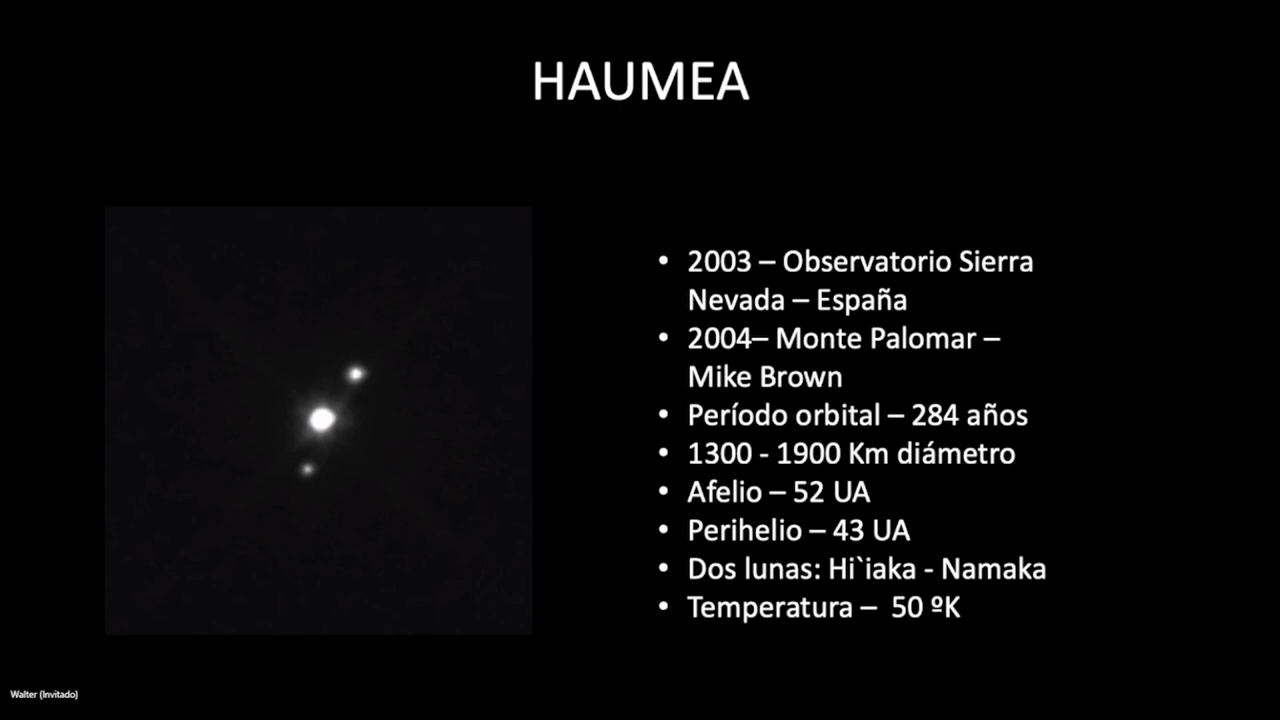 HAUMEA
• 2003 – Observatorio Sierra
Nevada – España
• 2004– Monte Palomar –
Mike Brown
• Período orbital – 284 años
• 1300 - 1900 Km diámetro
• Afelio – 52 UA
• Perihelio – 43 UA
• Dos lunas: Hi`iaka - Namaka
• Temperatura –  50 ºK
Walter (Invitado)